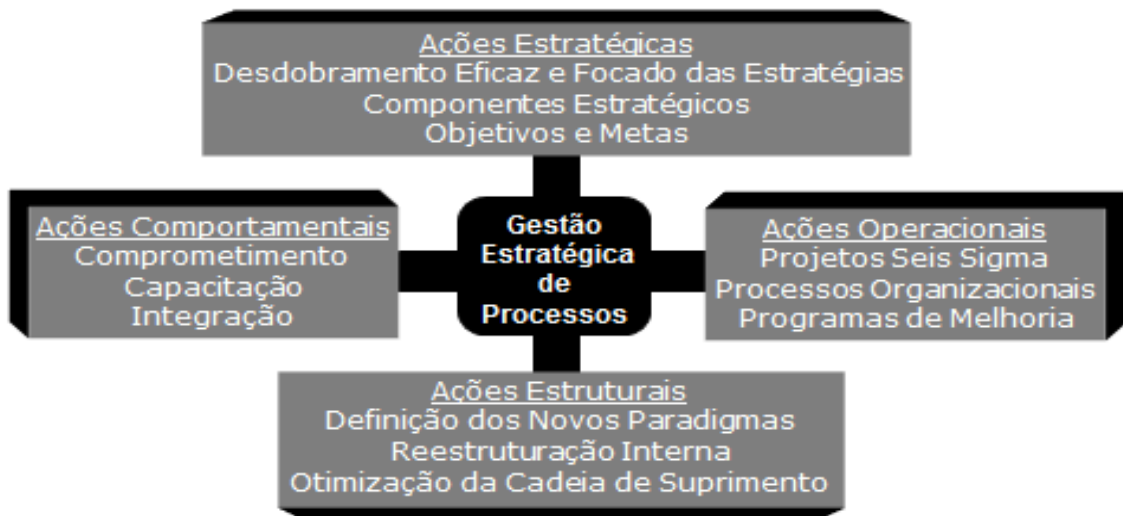 Ações Estratégicas
Desdobramento Eficaz e Focado das Estratégias
Componentes Estratégicos
Objetivos e Metas
Ações Comportamentais
Comprometimento
Capacitação
Integração
Gestão
Estratégica
de
Processos
Ações Operacionais
Projetos Seis Sigma
Processos Organizacionais
Programas de Melhoria
Ações Estruturais
Definição dos Novos Paradigmas
Reestruturação Interna
Otimização da Cadeia de Suprimento